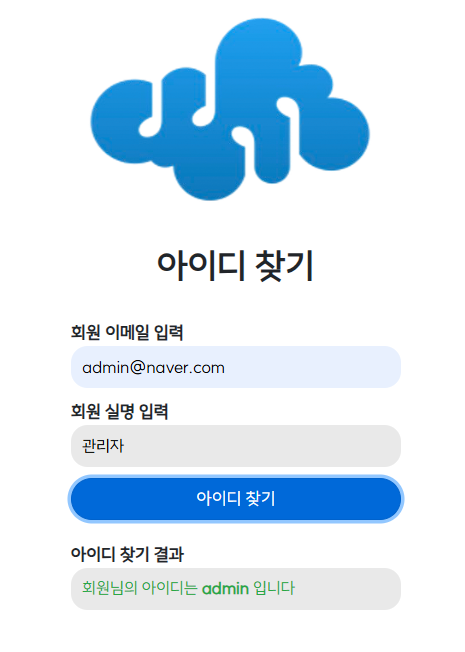 아이디 찾기
회원 이메일 입력
admin@naver.com
회원 실명 입력
관리자
아이디 찾기
아이디 찾기 결과
회원님의 아이디는 admin 입니다